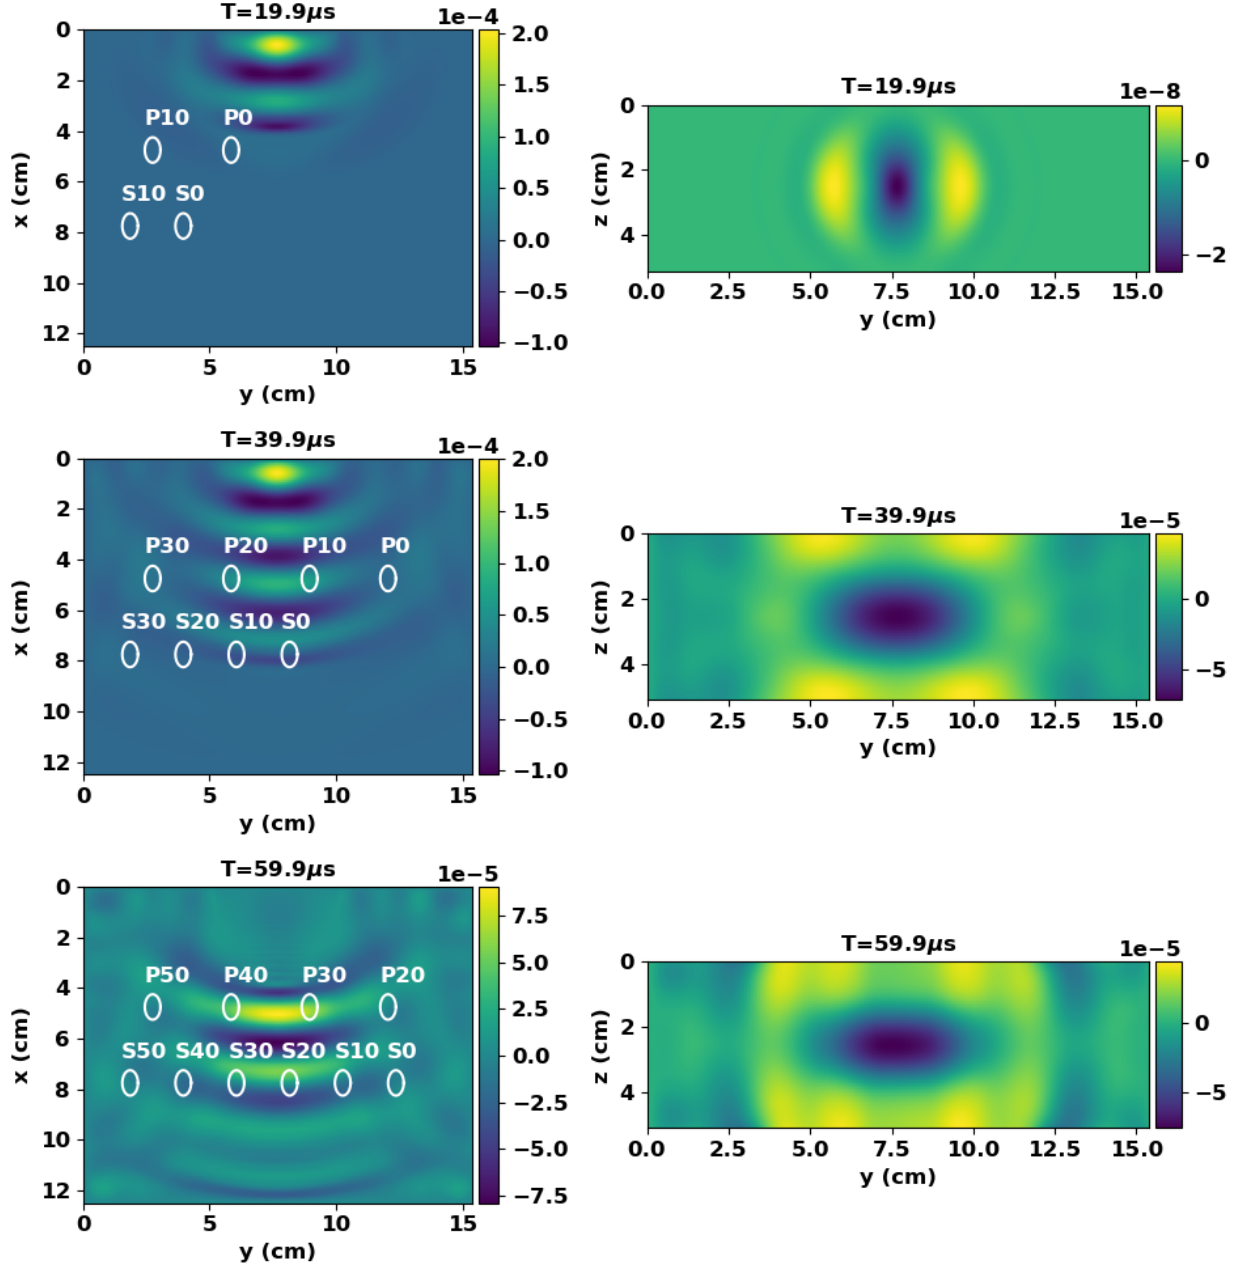 T=19.9μs
1e−4
0
2
4
6
8
10
12
x (cm)
P10 P0
S10 S0
2.0
1.5
1.0
0.5
0.0
−0.5
−1.0
0 5 10 15
y (cm)
T=19.9μs
1e−8
0
2
4
z (cm)
0
−2
0.0 2.5 5.0 7.5 10.0 12.5 15.0
y (cm)
T=39.9μs
1e−4
0
2
4
6
8
10
12
x (cm)
P30 P20 P10 P0
S30 S20 S10 S0
2.0
1.5
1.0
0.5
0.0
−0.5
−1.0
0 5 10 15
y (cm)
T=39.9μs
1e−5
0
2
4
z (cm)
0
−5
0.0 2.5 5.0 7.5 10.0 12.5 15.0
y (cm)
T=59.9μs
1e−5
0
2
4
6
8
10
12
x (cm)
P50 P40 P30 P20
S50 S40 S30 S20 S10 S0
7.5
5.0
2.5
0.0
−2.5
−5.0
−7.5
0 5 10 15
y (cm)
T=59.9μs
1e−5
0
2
4
z (cm)
0
−5
0.0 2.5 5.0 7.5 10.0 12.5 15.0
y (cm)